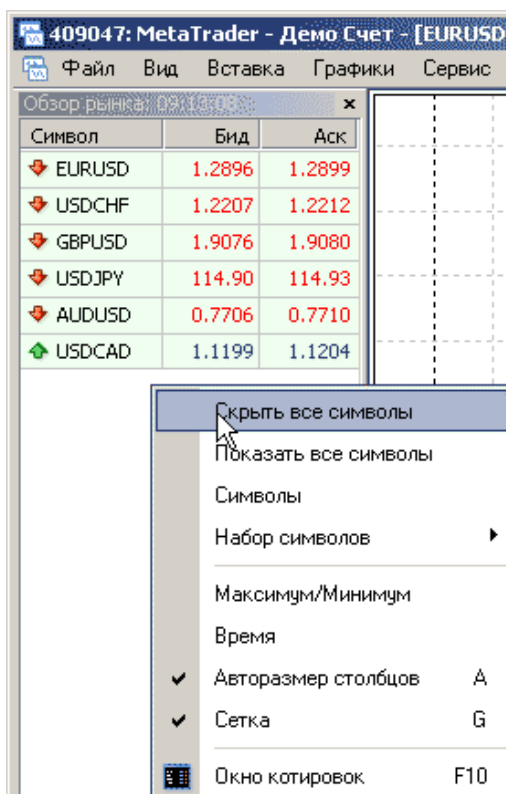 409047: MetaTrader - Демо Счет - [EURUSD
Файл Вид Вставка Графики Сервис
Обзор рынка: 09:13:03
Символ Бид Аск
EURUSD 1.2896 1.2899
USDCHF 1.2207 1.2212
GBPUSD 1.9076 1.9080
USDJPY 114.90 114.93
AUDUSD 0.7706 0.7710
USDCAD 1.1199 1.1204
Скрыть все символы
Показать все символы
Символы
Набор символов
Максимум/Минимум
Время
Авторазмер столбцов A
Сетка G
Окно котировок F10